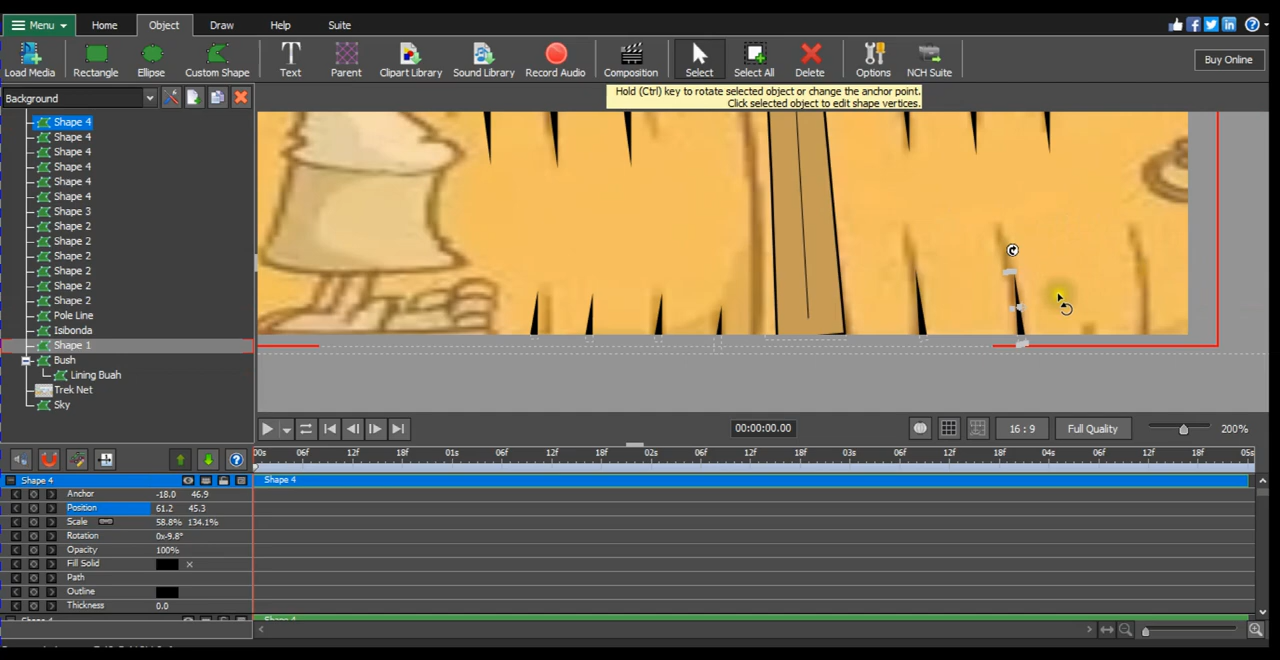 Menu Home Object Draw Help Suite
Load Media Rectangle Ellipse Custom Shape Text Parent Clipart Library Sound Library Record Audio Composition Select Select All Delete Options NCH Suite Buy Online
Background
Hold (Ctrl) key to rotate selected object or change the anchor point.
Click selected object to edit shape vertices.
Shape 4
Shape 4
Shape 4
Shape 4
Shape 4
Shape 4
Shape 3
Shape 2
Shape 2
Shape 2
Shape 2
Shape 2
Shape 2
Pole Line
Isibonda
Shape 1
Bush
Lining Buah
Trek Net
Sky
00:00:00.00 16 : 9 Full Quality 200%
00s 06f 12f 18f 01s 06f 12f 18f 02s 06f 12f 18f 03s 06f 12f 18f 04s 06f 12f 18f 05s
Shape 4 Shape 4
Anchor -18.0 46.9
Position 61.2 45.3
Scale 58.8% 134.1%
Rotation 0x-9.8°
Opacity 100%
Fill Solid
Path
Outline
Thickness 0.0